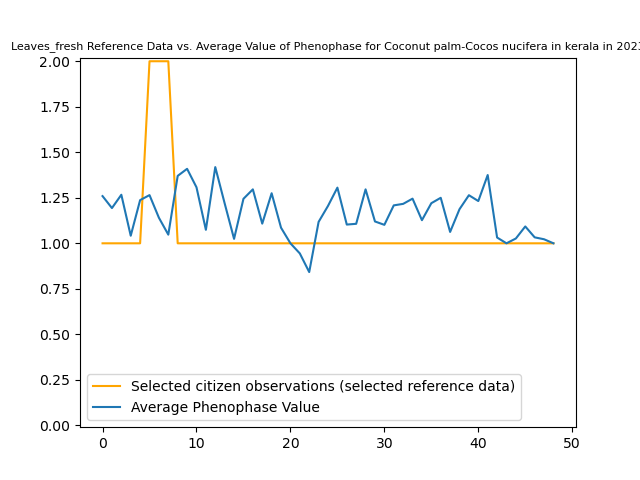 Leaves_fresh Reference Data vs. Average Value of Phenophase for Coconut palm-Cocos nucifera in kerala in 2023
2.00
1.75
1.50
1.25
1.00
0.75
0.50
0.25
0.00
Selected citizen observations (selected reference data)
Average Phenophase Value
0 10 20 30 40 50